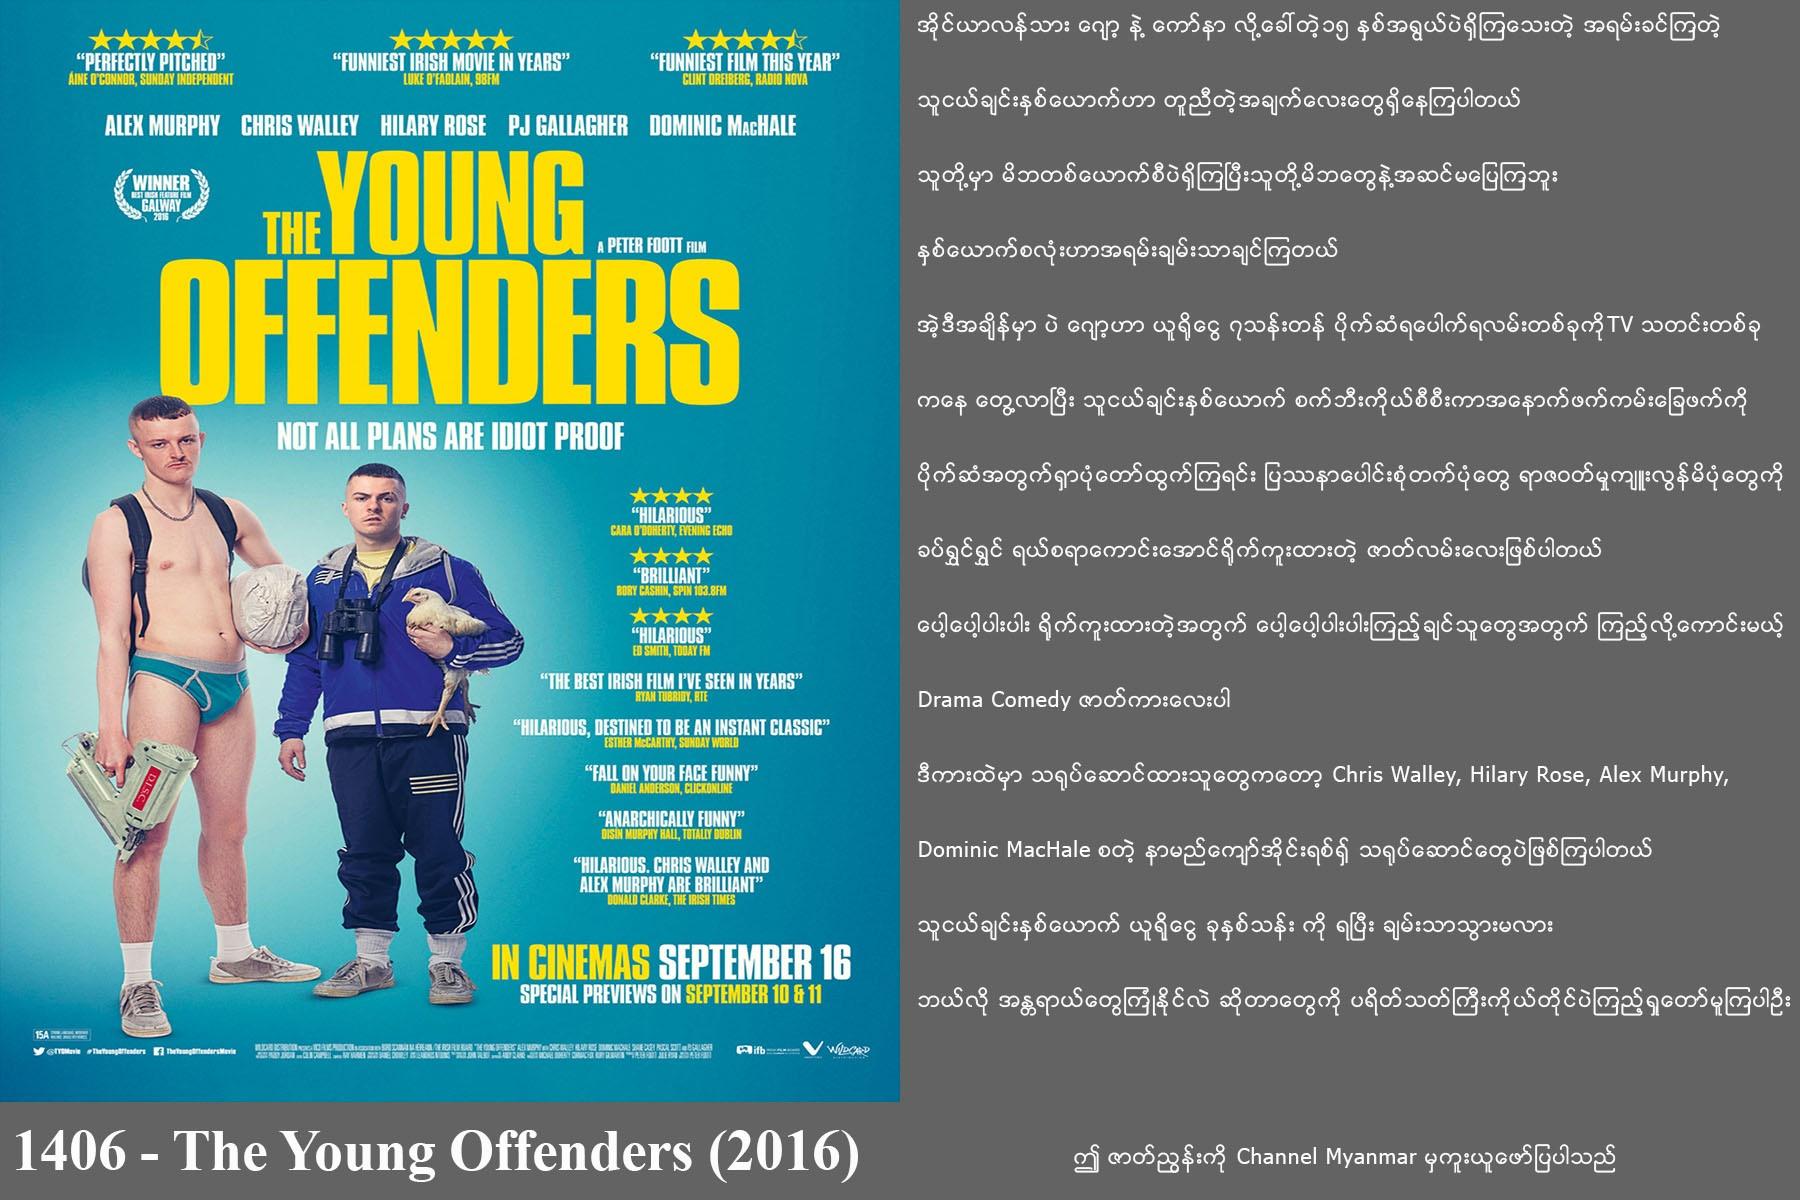 "PERFECTLY PITCHED"
ÁINE O'CONNOR, SUNDAY INDEPENDENT
"FUNNIEST IRISH MOVIE IN YEARS"
LUKE O'FAOLAIN, 98FM
"FUNNIEST FILM THIS YEAR"
CLINT DREIBERG, RADIO NOVA
ALEX MURPHY CHRIS WALLEY HILARY ROSE PJ GALLAGHER DOMINIC MacHALE
WINNER
BEST IRISH FEATURE FILM
GALWAY
2016
THE YOUNG
A PETER FOOTT FILM
OFFENDERS
NOT ALL PLANS ARE IDIOT PROOF
"HILARIOUS"
CARA O'DOHERTY, EVENING ECHO
"BRILLIANT"
RORY CASHIN, SPIN 103.8FM
"HILARIOUS"
ED SMITH, TODAY FM
"THE BEST IRISH FILM I'VE SEEN IN YEARS"
RYAN TUBRIDY, RTE
"HILARIOUS, DESTINED TO BE AN INSTANT CLASSIC"
ESTHER McCARTHY, SUNDAY WORLD
"FALL ON YOUR FACE FUNNY"
DANIEL ANDERSON, CLICKONLINE
"ANARCHICALLY FUNNY"
OISÍN MURPHY HALL, TOTALLY DUBLIN
"HILARIOUS. CHRIS WALLEY AND
ALEX MURPHY ARE BRILLIANT"
DONALD CLARKE, THE IRISH TIMES
D.I.S.C.
IN CINEMAS SEPTEMBER 16
SPECIAL PREVIEWS ON SEPTEMBER 10 & 11
15A
@TYOMovie #TheYoungOffenders TheYoungOffendersMovie
ifb
WILDCARD
1406 - The Young Offenders (2016)
အိုင်ယာလန်သား ဂျော့ နဲ့ ကော်နာ လို့ခေါ်တဲ့၁၅ နှစ်အရွယ်ပဲရှိကြသေးတဲ့ အရမ်းခင်ကြတဲ့
သူငယ်ချင်းနှစ်ယောက်ဟာ တူညီတဲ့အချက်လေးတွေရှိနေကြပါတယ်
သူတို့မှာ မိဘတစ်ယောက်စီပဲရှိကြပြီးသူတို့မိဘတွေနဲ့အဆင်မပြေကြဘူး
နှစ်ယောက်စလုံးဟာအရမ်းချမ်းသာချင်ကြတယ်
အဲ့ဒီအချိန်မှာ ပဲ ဂျော့ဟာ ယူရိုငွေ ၇သန်းတန် ပိုက်ဆံရပေါက်ရလမ်းတစ်ခုကိုTV သတင်းတစ်ခု
ကနေ တွေ့လာပြီး သူငယ်ချင်းနှစ်ယောက် စက်ဘီးကိုယ်စီစီးကာအနောက်ဖက်ကမ်းခြေဖက်ကို
ပိုက်ဆံအတွက်ရှာပုံတော်ထွက်ကြရင်း ပြဿနာပေါင်းစုံတက်ပုံတွေ ရာဇဝတ်မှုကျူးလွန်မိပုံတွေကို
ခပ်ရွှင်ရွှင် ရယ်စရာကောင်းအောင်ရိုက်ကူးထားတဲ့ ဇာတ်လမ်းလေးဖြစ်ပါတယ်
ပေါ့ပေါ့ပါးပါး ရိုက်ကူးထားတဲ့အတွက် ပေါ့ပေါ့ပါးပါးကြည့်ချင်သူတွေအတွက် ကြည့်လို့ကောင်းမယ့်
Drama Comedy ဇာတ်ကားလေးပါ
ဒီကားထဲမှာ သရုပ်ဆောင်ထားသူတွေကတော့ Chris Walley, Hilary Rose, Alex Murphy,
Dominic MacHale စတဲ့ နာမည်ကျော်အိုင်းရစ်ရှ် သရုပ်ဆောင်တွေပဲဖြစ်ကြပါတယ်
သူငယ်ချင်းနှစ်ယောက် ယူရိုငွေ ခုနှစ်သန်း ကို ရပြီး ချမ်းသာသွားမလား
ဘယ်လို အန္တရာယ်တွေကြုံနိုင်လဲ ဆိုတာတွေကို ပရိတ်သတ်ကြီးကိုယ်တိုင်ပဲကြည့်ရှုတော်မူကြပါဦး
ဤ ဇာတ်ညွှန်းကို Channel Myanmar မှကူးယူဖော်ပြပါသည်